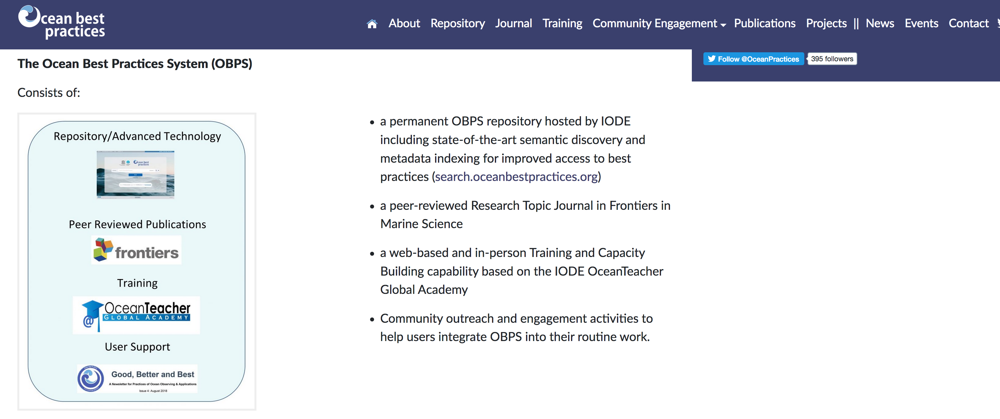 Ocean best
practices
About Repository Journal Training Community Engagement Publications Projects || News Events Contact
Follow @OceanPractices 395 followers
The Ocean Best Practices System (OBPS)
Consists of:
Repository/Advanced Technology
Ocean best
practices
Peer Reviewed Publications
frontiers
Training
OceanTeacher
GLOBAL ACADEMY
@
User Support
Good, Better and Best
A Newsletter for Practices of Ocean Observing & Applications
Issue 4: August 2018
• a permanent OBPS repository hosted by IODE
including state-of-the-art semantic discovery and
metadata indexing for improved access to best
practices (search.oceanbestpractices.org)
• a peer-reviewed Research Topic Journal in Frontiers in
Marine Science
• a web-based and in-person Training and Capacity
Building capability based on the IODE OceanTeacher
Global Academy
• Community outreach and engagement activities to
help users integrate OBPS into their routine work.